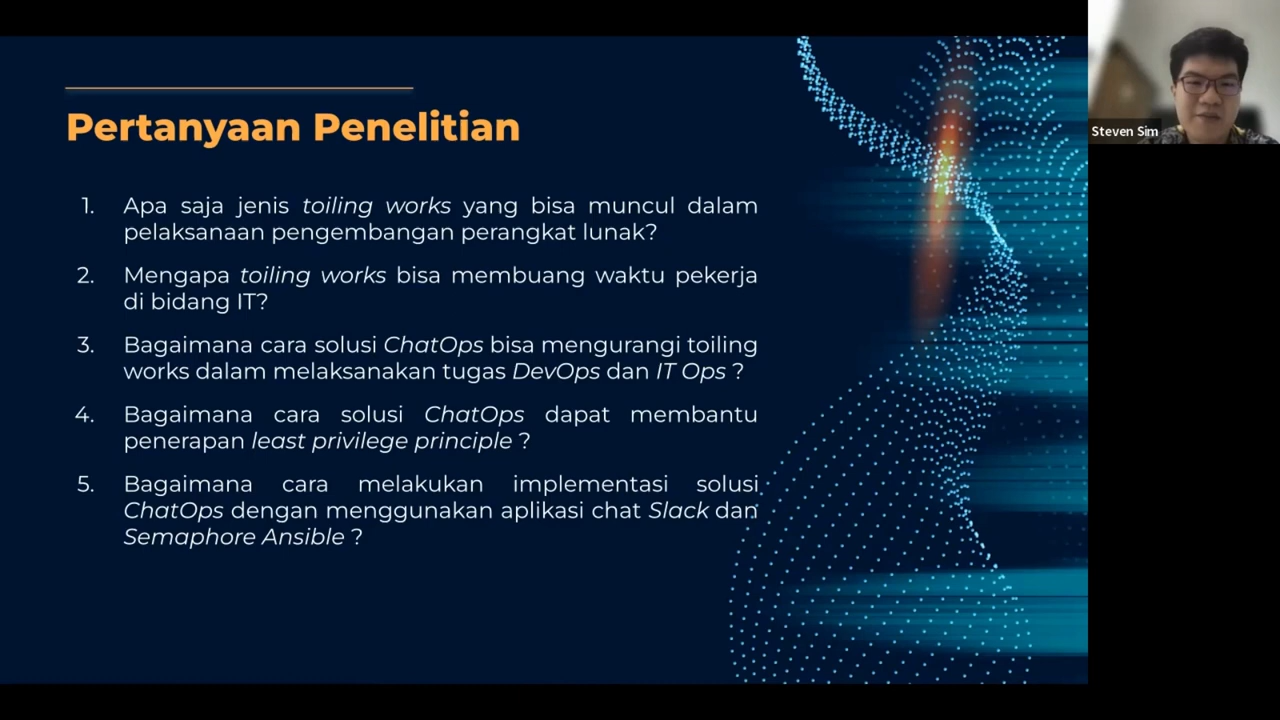 Pertanyaan Penelitian
1. Apa saja jenis toiling works yang bisa muncul dalam
pelaksanaan pengembangan perangkat lunak?
2. Mengapa toiling works bisa membuang waktu pekerja
di bidang IT?
3. Bagaimana cara solusi ChatOps bisa mengurangi toiling
works dalam melaksanakan tugas DevOps dan IT Ops ?
4. Bagaimana cara solusi ChatOps dapat membantu
penerapan least privilege principle ?
5. Bagaimana cara melakukan implementasi solusi
ChatOps dengan menggunakan aplikasi chat Slack dan
Semaphore Ansible ?
Steven Sim